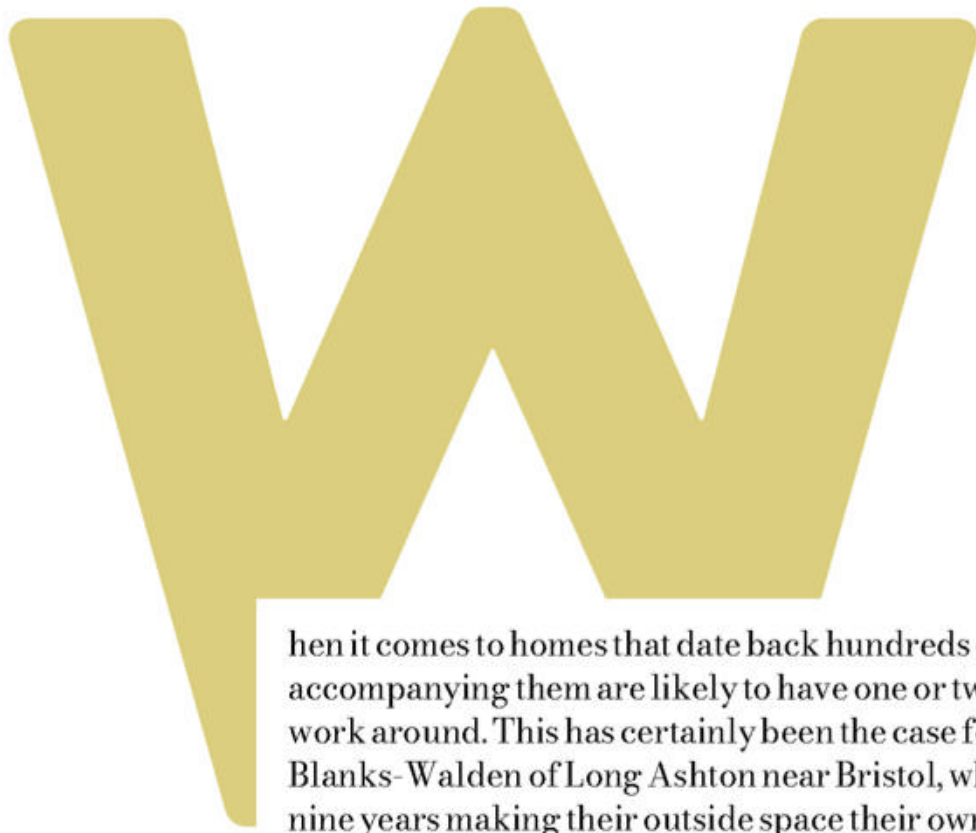 W
hen it comes to homes that date back hundreds
accompanying them are likely to have one or
work around. This has certainly been the case
Blanks-Walden of Long Ashton near Bristol,
nine years making their outside space their own